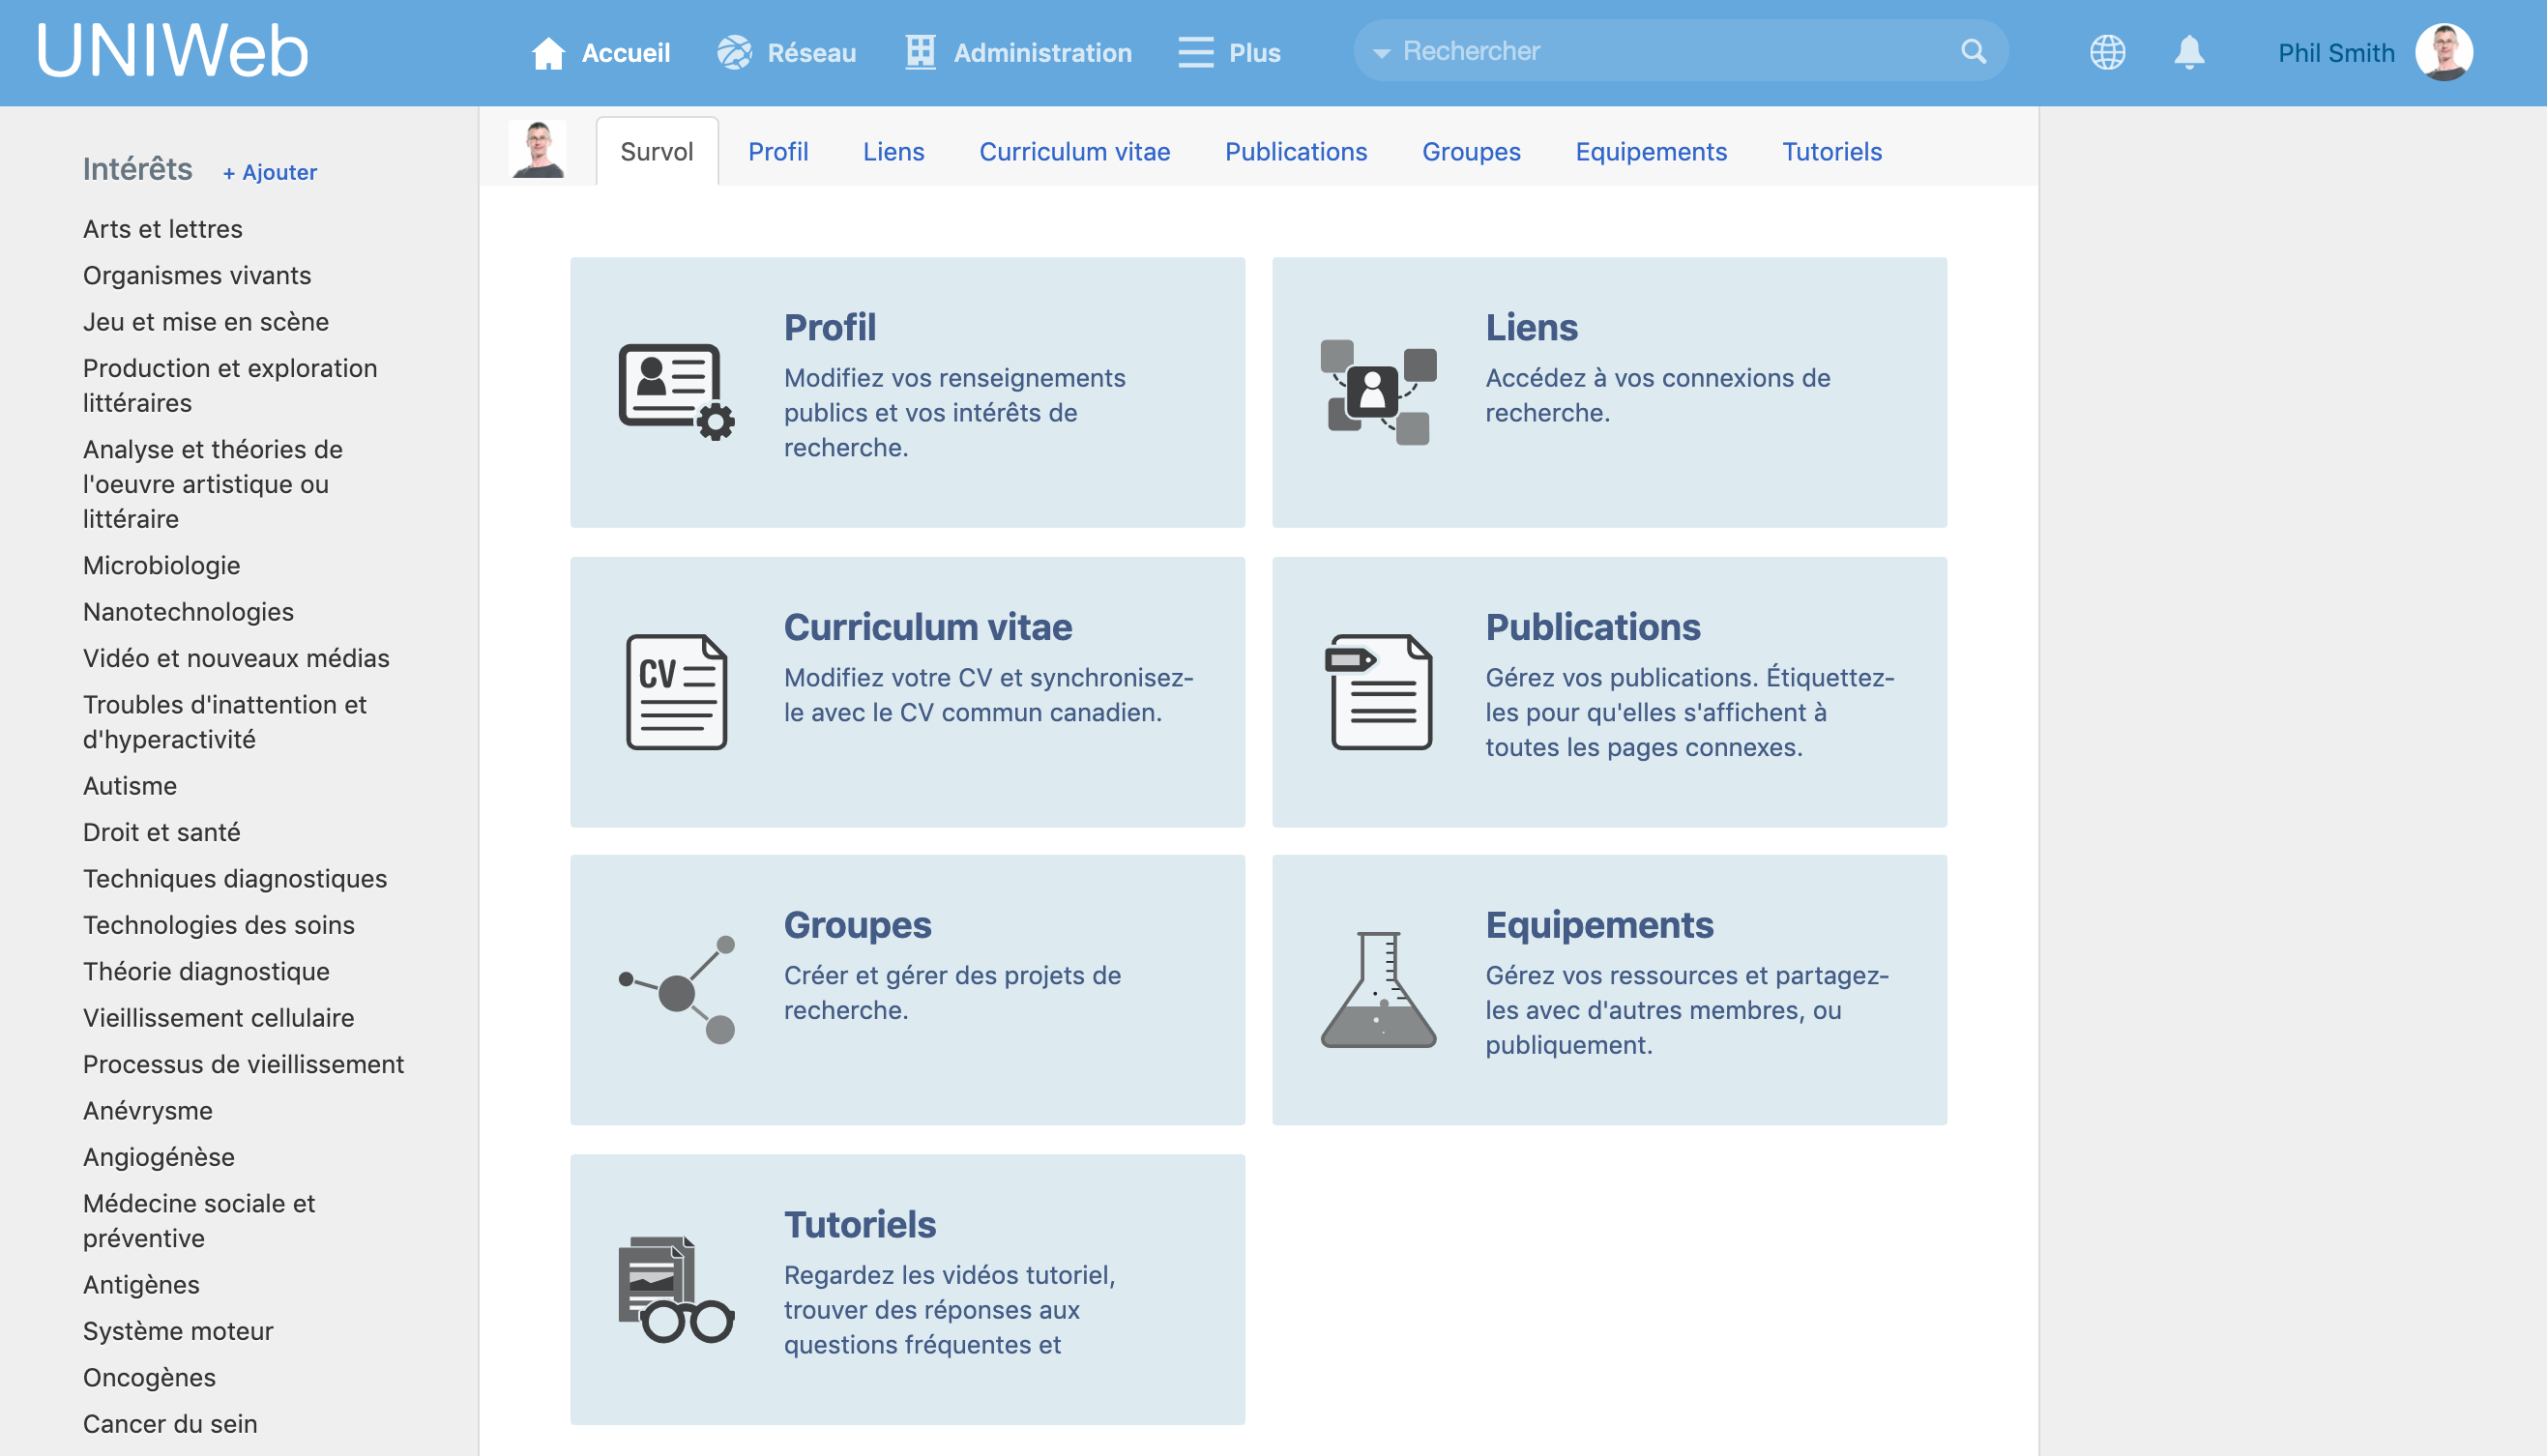 UNIWeb
Accueil
Réseau
Administration
Plus
Rechercher
Phil Smith
Intérêts
+ Ajouter
Arts et lettres
Organismes vivants
Jeu et mise en scène
Production et exploration
littéraires
Analyse et théories de
l'oeuvre artistique ou
littéraire
Microbiologie
Nanotechnologies
Vidéo et nouveaux médias
Troubles d'inattention et
d'hyperactivité
Autisme
Droit et santé
Techniques diagnostiques
Technologies des soins
Théorie diagnostique
Vieillissement cellulaire
Processus de vieillissement
Anévrysme
Angiogénèse
Médecine sociale et
préventive
Antigènes
Système moteur
Oncogènes
Cancer du sein
Survol
Profil
Liens
Curriculum vitae
Publications
Groupes
Equipements
Tutoriels
Profil
Modifiez vos renseignements
publics et vos intérêts de
recherche.
Liens
Accédez à vos connexions de
recherche.
CV
Curriculum vitae
Modifiez votre CV et synchronisez-
le avec le CV commun canadien.
Publications
Gérez vos publications. Étiquettez-
les pour qu'elles s'affichent à
toutes les pages connexes.
Groupes
Créer et gérer des projets de
recherche.
Equipements
Gérez vos ressources et partagez-
les avec d'autres membres, ou
publiquement.
Tutoriels
Regardez les vidéos tutoriel,
trouver des réponses aux
questions fréquentes et